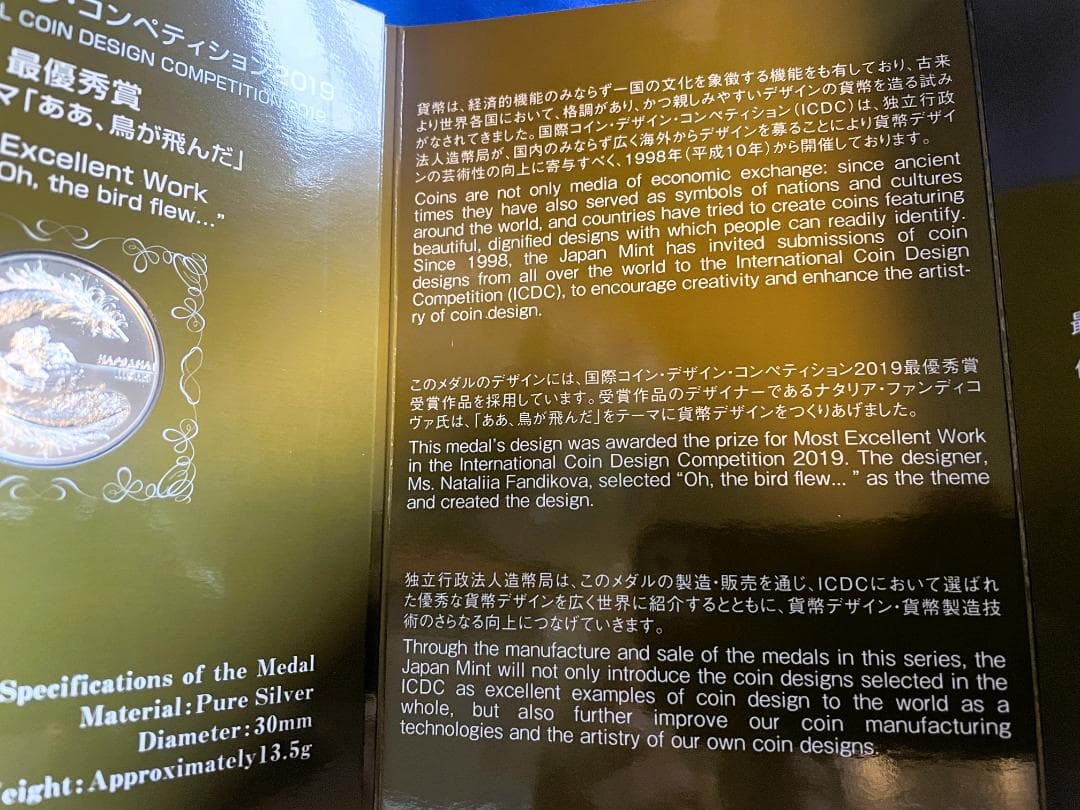 ン・コンペティション 2019
L COIN DESIGN COMPETITION 2019
最優秀賞
マ「ああ、鳥が飛んだ」
Excellent Work
Oh, the bird flew...”
Specifications of the Medal
Material:Pure Silver
Diameter:30mm
eight:Approximately13.5g
貨幣は、経済的機能のみならず一国の文化を象徴する機能をも有しており、古来
より世界各国において、格調があり、かつ親しみやすいデザインの貨幣を造る試み
がなされてきました。国際コイン・デザイン・コンペティション（ICDC）は、独立行政
法人造幣局が、国内のみならず広く海外からデザインを募ることにより貨幣デザイ
ンの芸術性の向上に寄与すべく、1998年（平成10年）から開催しております。
Coins are not only media of economic exchange: since ancient
times they have also served as symbols of nations and cultures
around the world, and countries have tried to create coins featuring
beautiful, dignified designs with which people can readily identify.
Since 1998, the Japan Mint has invited submissions of coin
designs from all over the world to the International Coin Design
Competition (ICDC), to encourage creativity and enhance the artist-
ry of coin design.
このメダルのデザインには、国際コイン・デザイン・コンペティション2019最優秀賞
受賞作品を採用しています。受賞作品のデザイナーであるナタリア・ファンディコ
ヴァ氏は、「ああ、鳥が飛んだ」をテーマに貨幣デザインをつくりあげました。
This medal’s design was awarded the prize for Most Excellent Work
in the International Coin Design Competition 2019. The designer,
Ms. Nataliia Fandikova, selected “Oh, the bird flew... ” as the theme
and created the design.
独立行政法人造幣局は、このメダルの製造・販売を通じ、ICDCにおいて選ばれ
た優秀な貨幣デザインを広く世界に紹介するとともに、貨幣デザイン・貨幣製造技
術のさらなる向上につなげていきます。
Through the manufacture and sale of the medals in this series, the
Japan Mint will not only introduce the coin designs selected in the
ICDC as excellent examples of coin design to the world as a
whole, but also further improve our coin manufacturing
technologies and the artistry of our own coin designs.